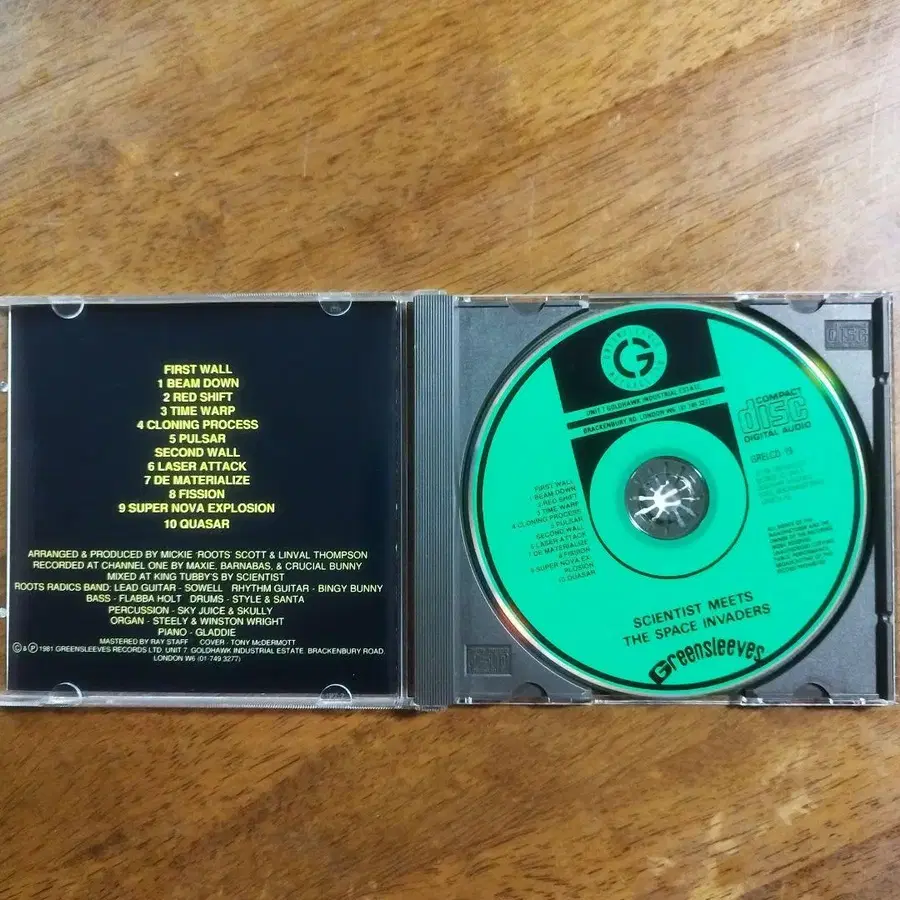 FIRST WALL
1 BEAM DOWN
2 RED SHIFT
3 TIME WARP
4 CLONING PROCESS
5 PULSAR
SECOND WALL
6 LASER ATTACK
7 DE MATERIALIZE
8 FISSION
9 SUPER NOVA EXPLOSION
10 QUASAR
ARRANGED & PRODUCED BY MICKIE 'ROOTS' SCOTT & LINVAL THOMPSON
RECORDED AT CHANNEL ONE BY MAXIE, BARNABAS, & CRUCIAL BUNNY
MIXED AT KING TUBBY'S BY SCIENTIST
ROOTS RADICS BAND: LEAD GUITAR - SOWELL RHYTHM GUITAR - BINGY BUNNY
BASS - FLABBA HOLT DRUMS - STYLE & SANTA
PERCUSSION - SKY JUICE & SKULLY
ORGAN - STEELY & WINSTON WRIGHT
PIANO - GLADDIE
MASTERED BY RAY STAFF COVER - TONY McDERMOTT
© & ℗ 1981 GREENSLEEVES RECORDS LTD. UNIT 7 GOLDHAWK INDUSTRIAL ESTATE. BRACKENBURY ROAD.
LONDON W6 (01-749 3277)
G
UNIT 7 GOLDHAWK INDUSTRIAL ESTATE
BRACKENBURY RD. LONDON W6 (01-749 3277)
COMPACT
disc
DIGITAL AUDIO
GRELCD 19
FIRST WALL
1 BEAM DOWN
2 RED SHIFT
3 TIME WARP
4 CLONING PROCESS
5 PULSAR
SECOND WALL
6 LASER ATTACK
7 DE MATERIALIZE
8 FISSION
9 SUPER NOVA EX-
PLOSION
10 QUASAR
SCIENTIST MEETS
THE SPACE INVADERS
Greensleeves
disc